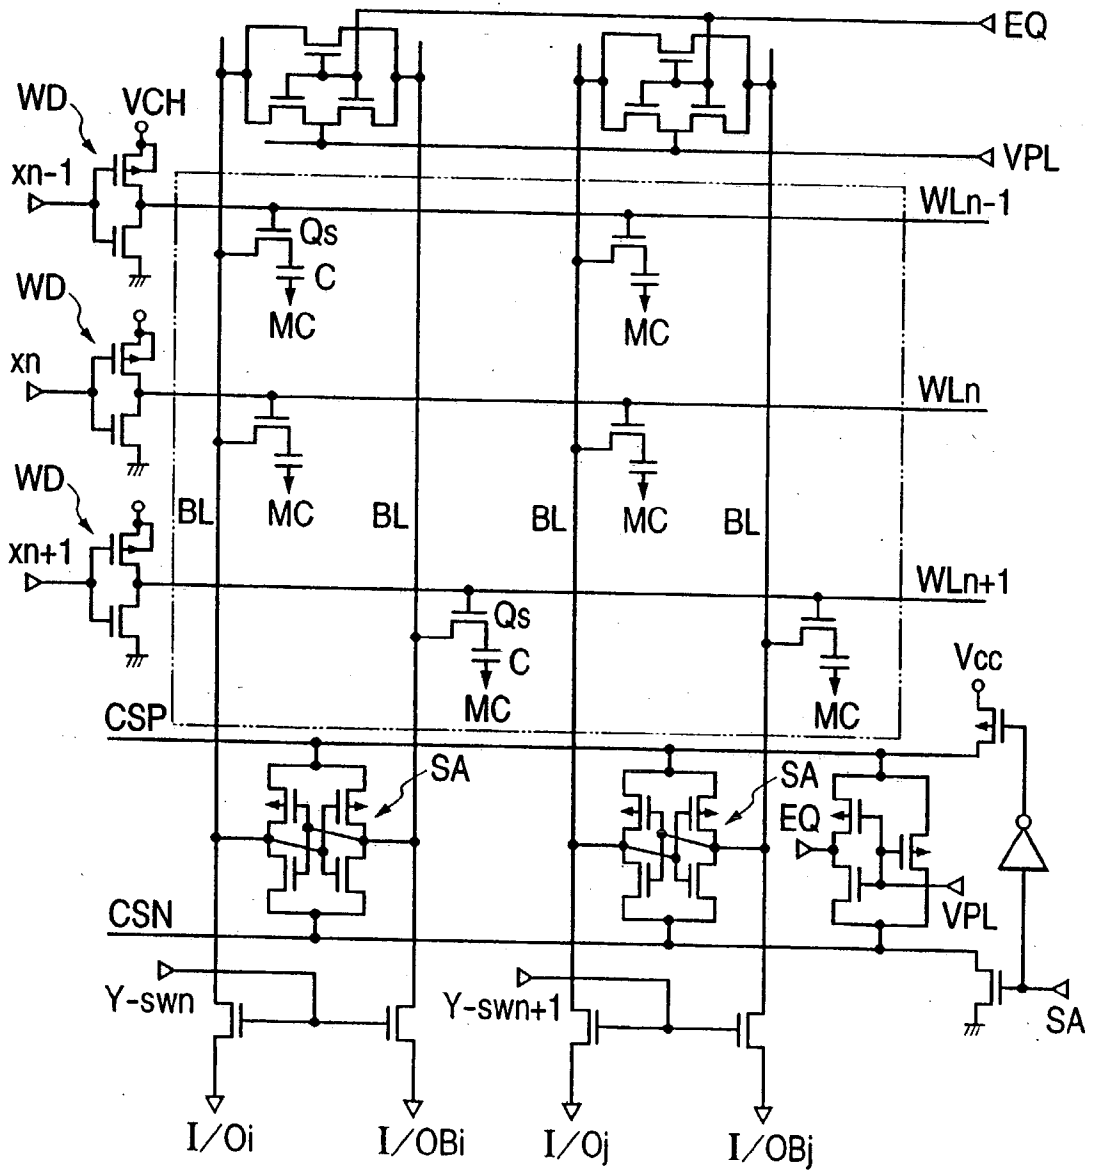 EQ
WD
VCH
VPL
xn-1
WLn-1
Qs
C
WD
MC
MC
xn
WLn
WD
BL
MC
BL
BL
MC
BL
xn+1
WLn+1
Qs
C
Vcc
MC
MC
CSP
SA
SA
EQ
CSN
VPL
Y-swn
Y-swn+1
SA
I/Oi
I/OBi
I/Oj
I/OBj